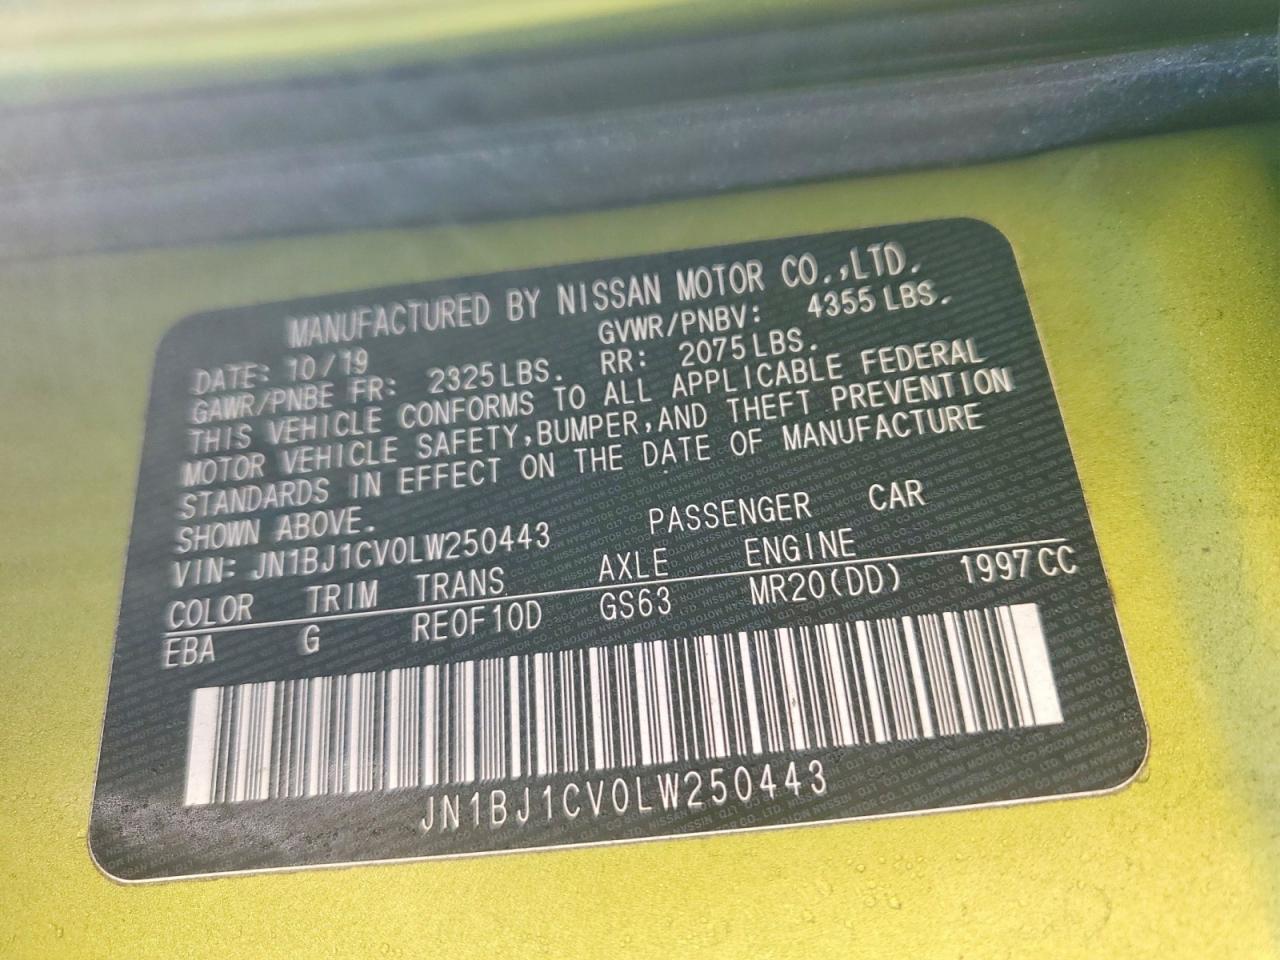 MANUFACTURED BY NISSAN MOTOR CO.,LTD.
DATE: 10/19 GVWR/PNBV: 4355 LBS.
GAWR/PNBE FR: 2325 LBS. RR: 2075 LBS.
THIS VEHICLE CONFORMS TO ALL APPLICABLE FEDERAL
MOTOR VEHICLE SAFETY, BUMPER, AND THEFT PREVENTION
STANDARDS IN EFFECT ON THE DATE OF MANUFACTURE
SHOWN ABOVE.
VIN: JN1BJ1CV0LW250443 PASSENGER CAR
COLOR TRIM TRANS AXLE ENGINE
EBA G RE0F10D GS63 MR20(DD) 1997CC
JN1BJ1CV0LW250443